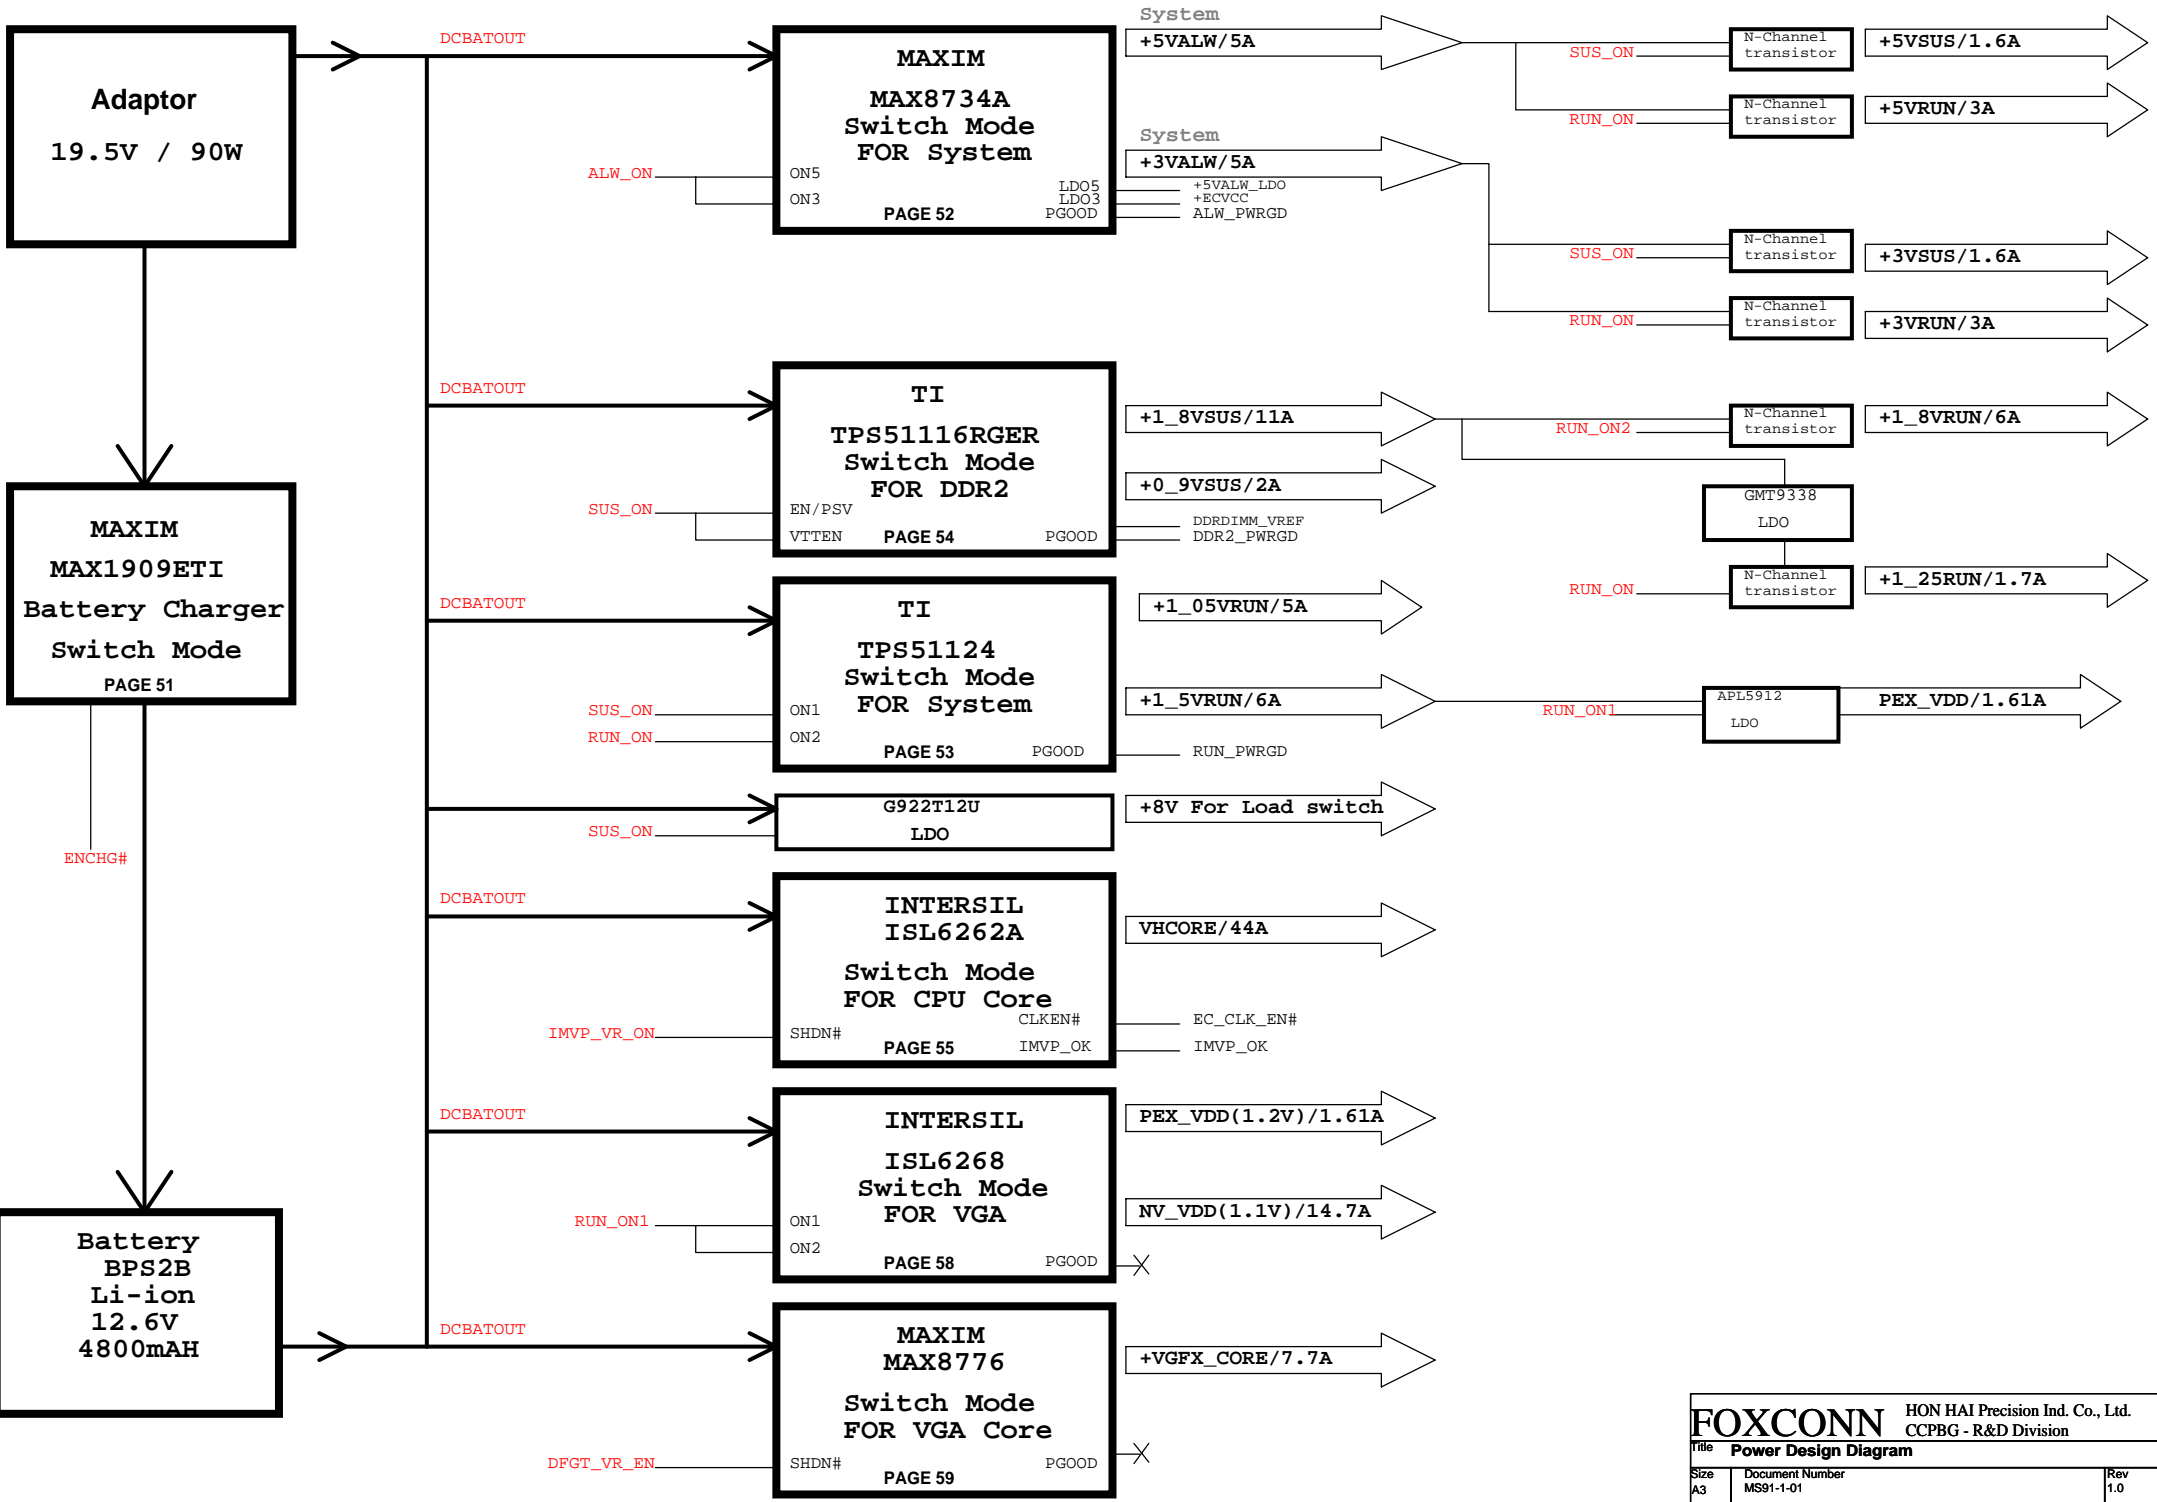 Adaptor
19.5V / 90W
MAXIM
MAX1909ETI
Battery Charger
Switch Mode
PAGE 51
ENCHG#
Battery
BPS2B
Li-ion
12.6V
4800mAH
DCBATOUT
MAXIM
MAX8734A
Switch Mode
FOR System
ALW_ON
ON5
ON3
PAGE 52
LDO5
LDO3
PGOOD
+5VALW_LDO
+ECVCC
ALW_PWRGD
System
+5VALW/5A
System
+3VALW/5A
SUS_ON
N-Channel
transistor
+5VSUS/1.6A
RUN_ON
N-Channel
transistor
+5VRUN/3A
SUS_ON
N-Channel
transistor
+3VSUS/1.6A
RUN_ON
N-Channel
transistor
+3VRUN/3A
DCBATOUT
TI
TPS51116RGER
Switch Mode
FOR DDR2
SUS_ON
EN/PSV
VTTEN
PAGE 54
PGOOD
DDRDIMM_VREF
DDR2_PWRGD
+1_8VSUS/11A
+0_9VSUS/2A
RUN_ON2
N-Channel
transistor
+1_8VRUN/6A
GMT9338
LDO
RUN_ON
N-Channel
transistor
+1_25RUN/1.7A
DCBATOUT
TI
TPS51124
Switch Mode
FOR System
SUS_ON
RUN_ON
ON1
ON2
PAGE 53
PGOOD
RUN_PWRGD
+1_05VRUN/5A
+1_5VRUN/6A
RUN_ON1
APL5912
LDO
PEX_VDD/1.61A
SUS_ON
G922T12U
LDO
+8V For Load switch
DCBATOUT
INTERSIL
ISL6262A
Switch Mode
FOR CPU Core
IMVP_VR_ON
SHDN#
PAGE 55
CLKEN#
IMVP_OK
EC_CLK_EN#
IMVP_OK
VHCORE/44A
DCBATOUT
INTERSIL
ISL6268
Switch Mode
FOR VGA
RUN_ON1
ON1
ON2
PAGE 58
PGOOD
PEX_VDD(1.2V)/1.61A
NV_VDD(1.1V)/14.7A
DCBATOUT
MAXIM
MAX8776
Switch Mode
FOR VGA Core
DFGT_VR_EN
SHDN#
PAGE 59
PGOOD
+VGFX_CORE/7.7A
FOXCONN
HON HAI Precision Ind. Co., Ltd.
CCPBG - R&D Division
Title
Power Design Diagram
Size
A3
Document Number
MS91-1-01
Rev
1.0